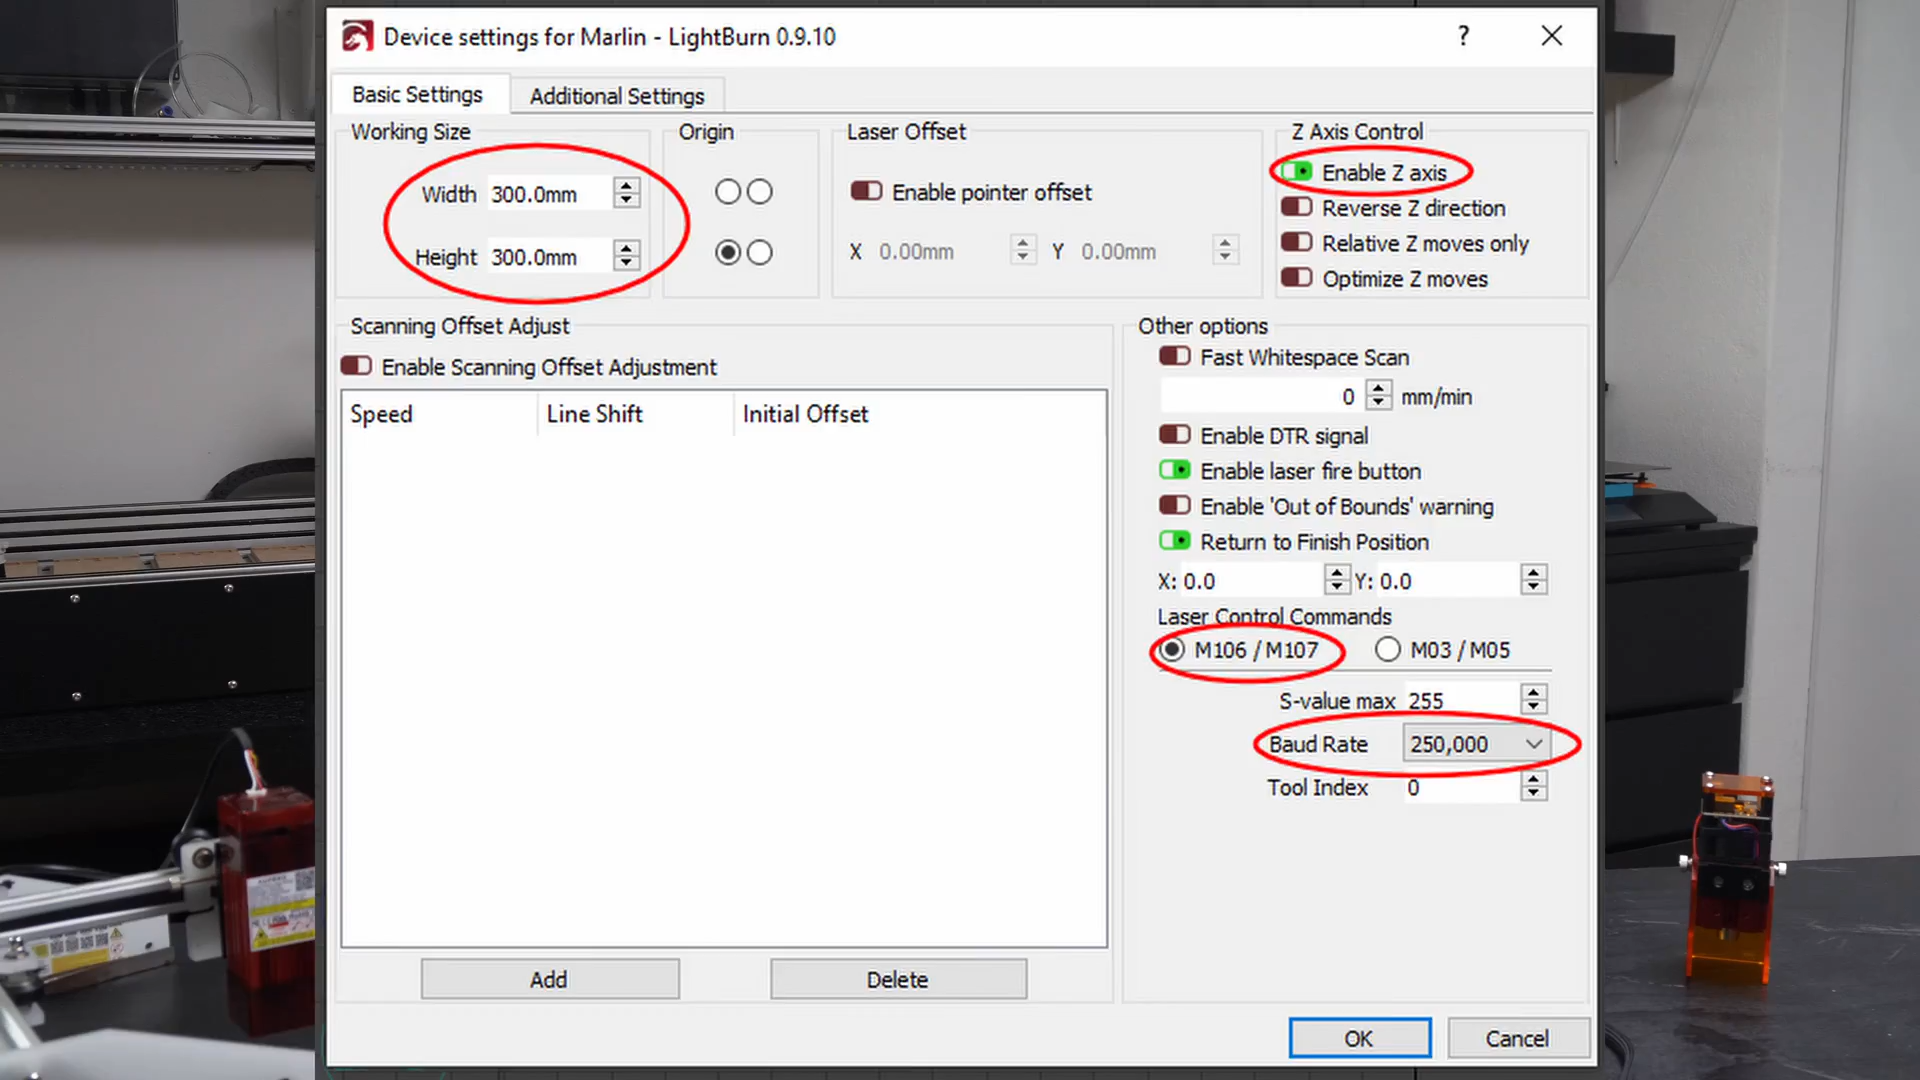 Device settings for Marlin - LightBurn 0.9.10
?
Basic Settings
Additional Settings
Working Size
Width 300.0mm
Height 300.0mm
Origin
Laser Offset
Enable pointer offset
X 0.00mm Y 0.00mm
Z Axis Control
Enable Z axis
Reverse Z direction
Relative Z moves only
Optimize Z moves
Scanning Offset Adjust
Enable Scanning Offset Adjustment
Speed Line Shift Initial Offset
Add Delete
Other options
Fast Whitespace Scan
0 mm/min
Enable DTR signal
Enable laser fire button
Enable 'Out of Bounds' warning
Return to Finish Position
X: 0.0 Y: 0.0
Laser Control Commands
M106 / M107 M03 / M05
S-value max 255
Baud Rate 250,000
Tool Index 0
OK Cancel